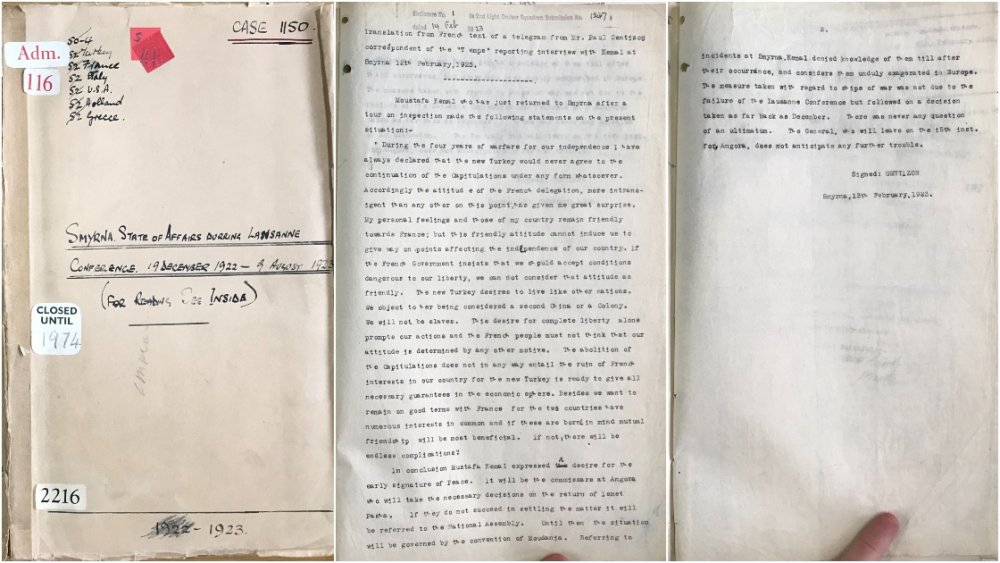 CASE 1150.
Adm.
116
50-4
52 Turkey
52 France
52 Italy
52 U.S.A.
52 Holland
52 Greece.
SMYRNA. STATE OF AFFAIRS DURRING LAUSANNE
CONFERENCE. 19 DECEMBER 1922 - 9 AUGUST 1923
(FOR READING SEE INSIDE)
CLOSED
UNTIL
1974
2216
1922 - 1923.
Enclosure No. 1 Light Cruiser Squadron Submission No.
dated 14 Feb 1923
Translation from French text of a telegram from Mr. Paul Gentizon
correspondent of the "Temps" reporting interview with Kemal at
Smyrna 12th February, 1923.
Moustafa Kemal who has just returned to Smyrna after a
tour on inspection made the following statements on the present
situation:-
" During the four years of warfare for our independence I have
always declared that the new Turkey would never agree to the
continuation of the Capitulations under any form whatsoever.
Accordingly the attitud e of the French delegation, more intrans-
igent than any other on this point, has given me great surprise.
My personal feelings and those of my country remain friendly
towards France; but this friendly attitude cannot induce us to
give way on points affecting the independence of our country. If
the French Government insists that we should accept conditions
dangerous to our liberty, we can not consider that attitude as
friendly. The new Turkey desires to live like other nations.
We object to her being considered a second China or a Colony.
We will not be slaves. This desire for complete liberty alone
prompts our actions and the French people must not think that our
attitude is determined by any other motive. The abolition of
the Capitulations does not in any way entail the ruin of French
interests in our country for the new Turkey is ready to give all
necessary guarantees in the economic sphere. Besides we want to
remain on good terms with France for the two countries have
numerous interests in common and if these are born in mind mutual
friendship will be most beneficial. If not, there will be
endless complications?
In conclusion Mustafa Kemal expressed a desire for the
early signature of Peace. It will be the commissars at Angora
who will take the necessary decisions on the return of Ismet
Pasha. If they do not succeed in settling the matter it will
be referred to the National Assembly. Until then the situation
will be governed by the convention of Moudania. Referring to
2.
incidents at Smyrna, Kemal denied knowledge of them till after
their occurrence, and considers them unduly exagorated in Europe.
The measure taken with regard to ships of war was not due to the
failure of the Lausanne Conference but followed on a decision
taken as far back as December. There was never any question
of an ultimatum. The General, who will leave on the 15th inst.
for Angora, does not anticipate any further trouble.
Signed: GENTIZON
Smyrna, 13th February, 1923.